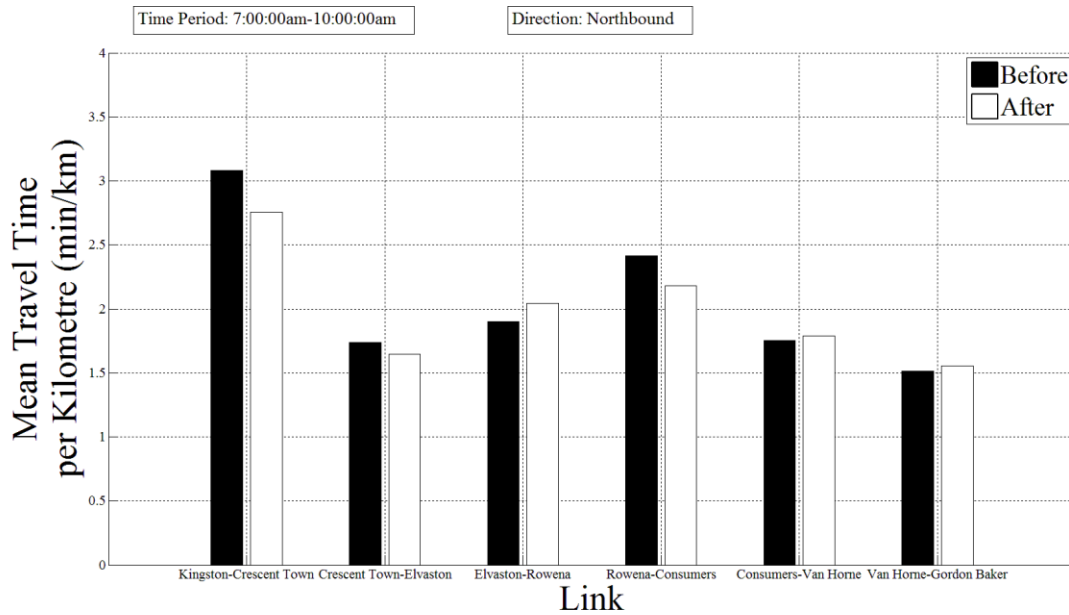 Time Period: 7:00:00am-10:00:00am
Direction: Northbound
Before
After
Mean Travel Time
per Kilometre (min/km)
4
3.5
3
2.5
2
1.5
1
0.5
0
Kingston-Crescent Town
Crescent Town-Elvaston
Elvaston-Rowena
Rowena-Consumers
Consumers-Van Horne
Van Horne-Gordon Baker
Link